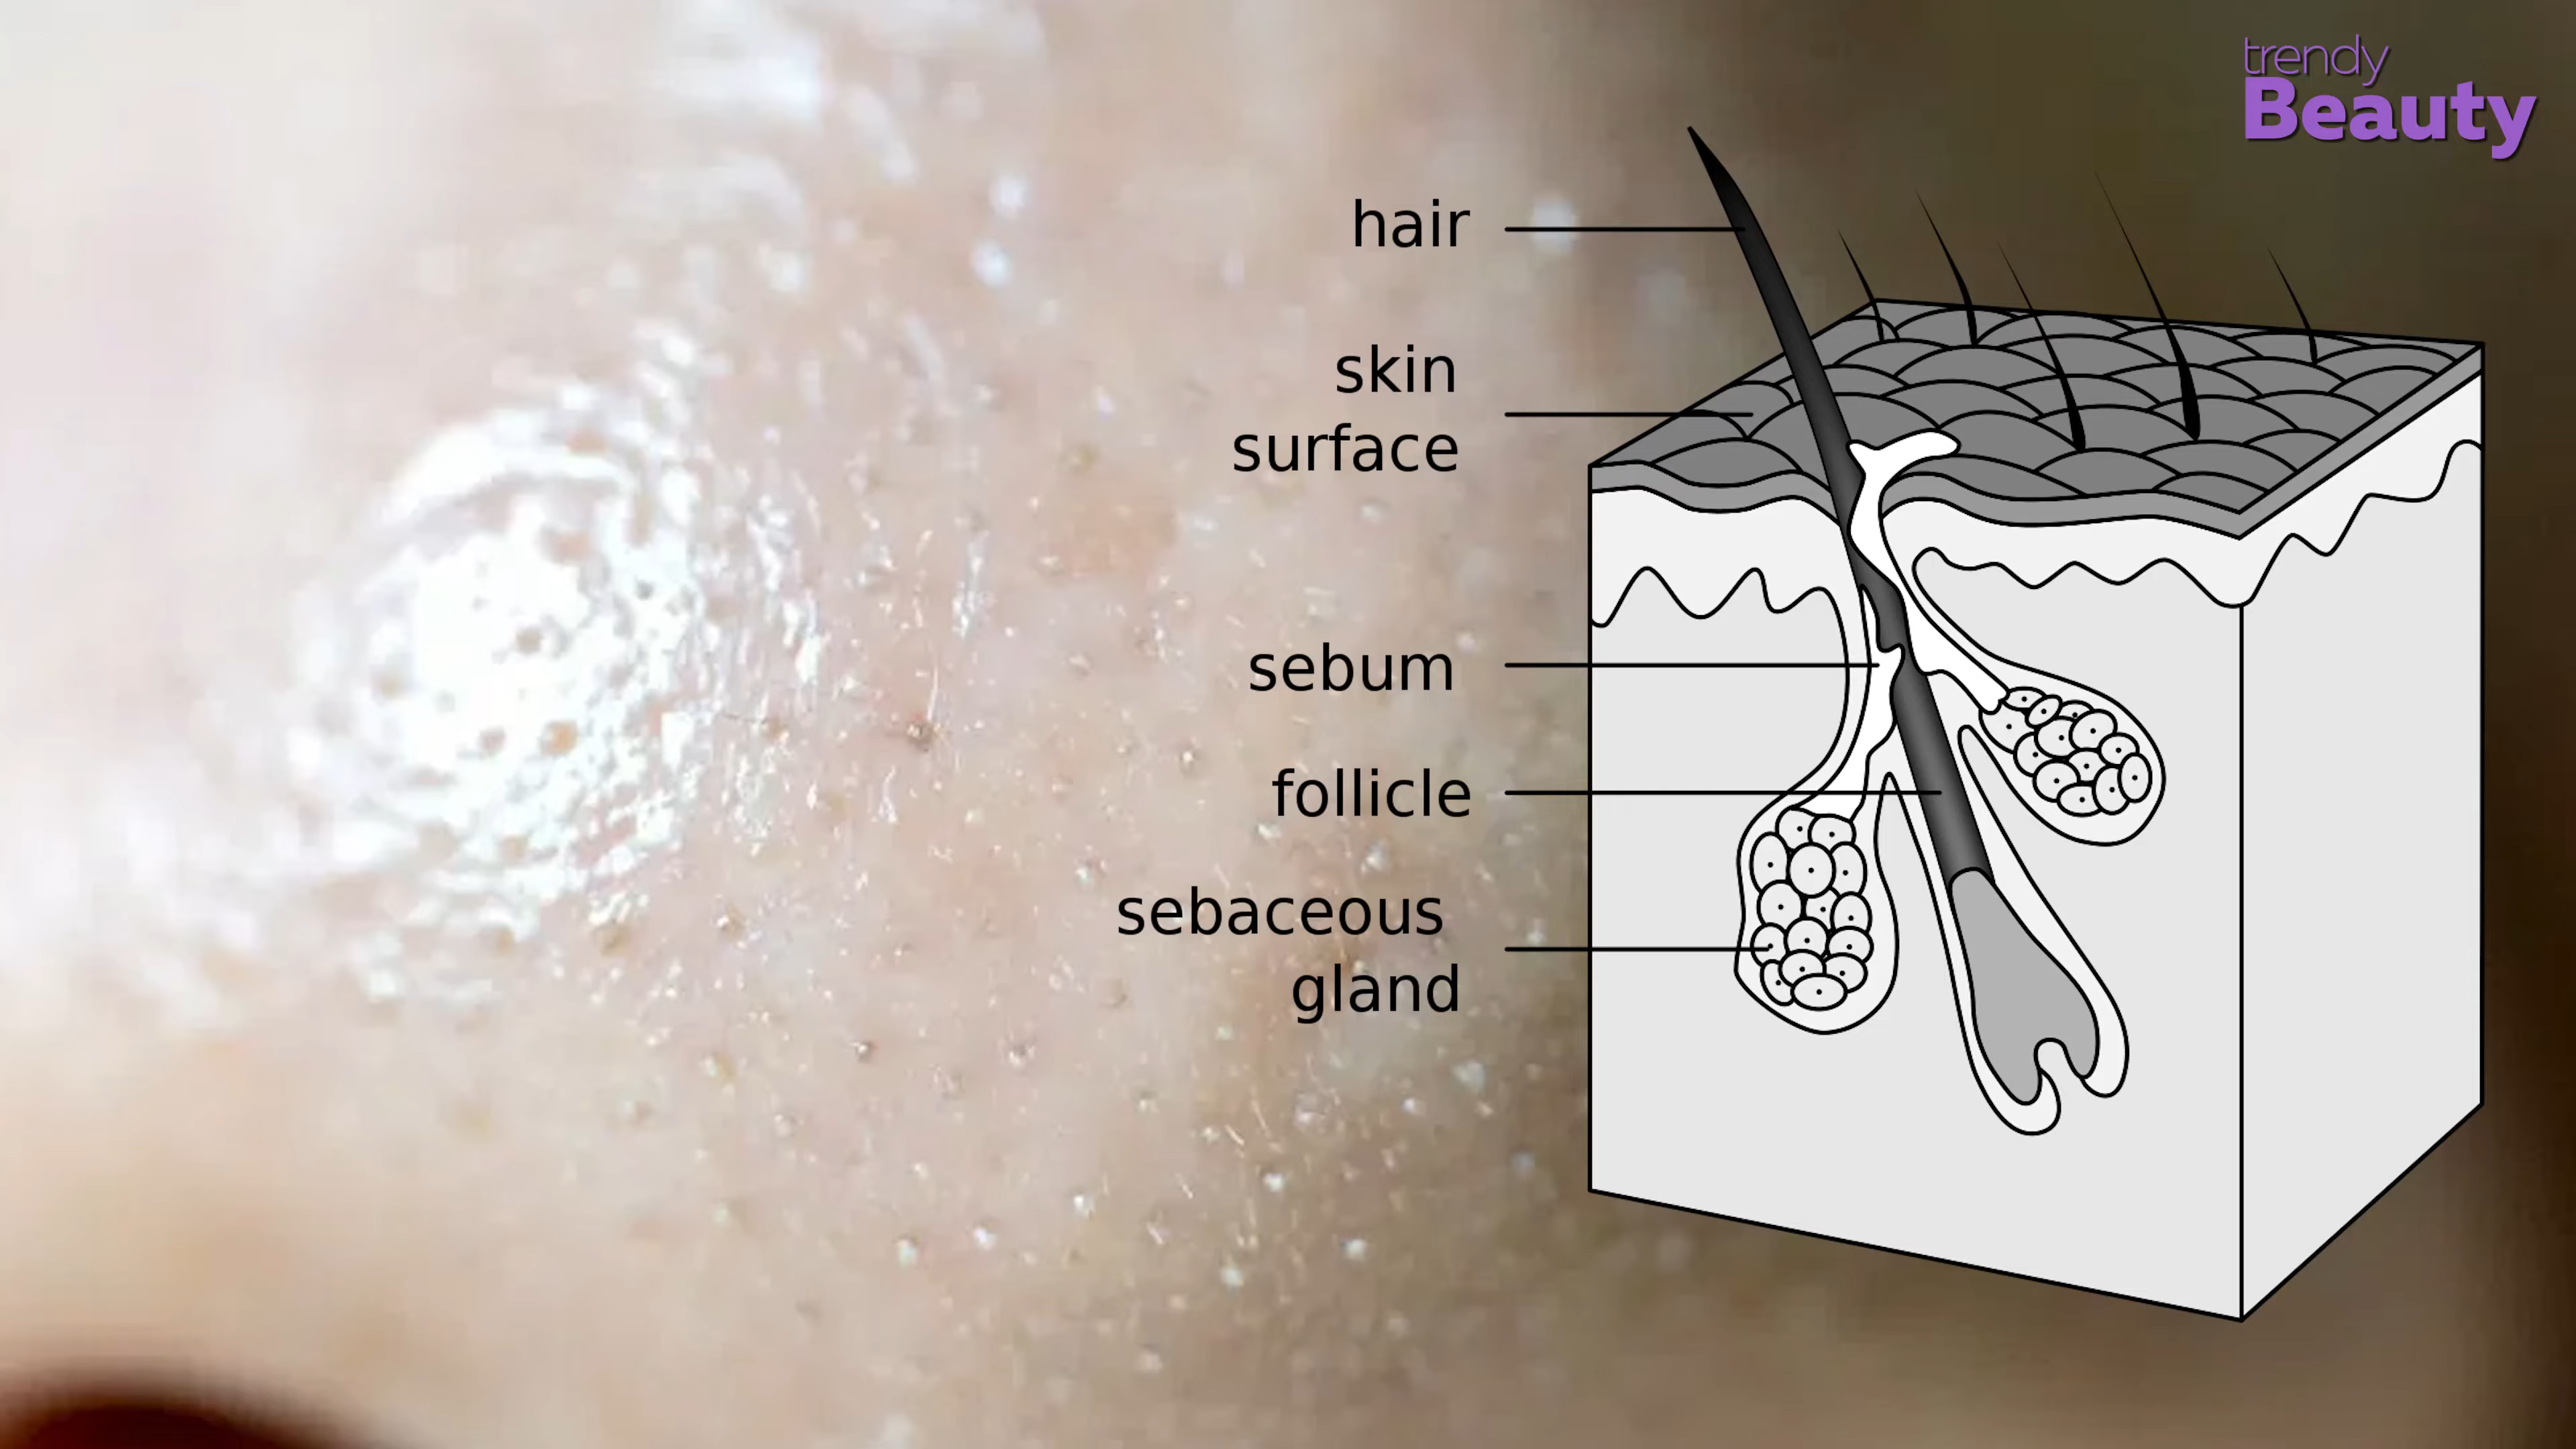 trendy
Beauty
hair
skin
surface
sebum
follicle
sebaceous
gland